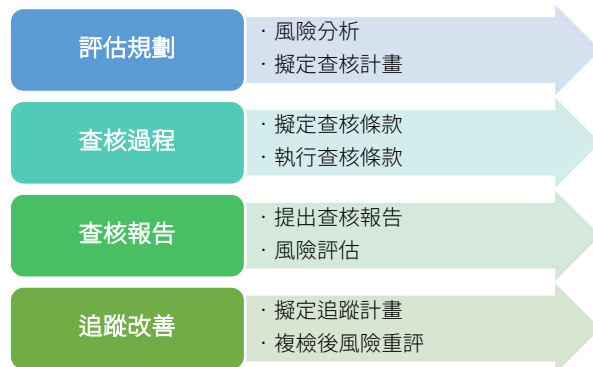 評估規劃
· 風險分析
· 擬定查核計畫
查核過程
· 擬定查核條款
· 執行查核條款
查核報告
· 提出查核報告
· 風險評估
追蹤改善
· 擬定追蹤計畫
· 複檢後風險重評